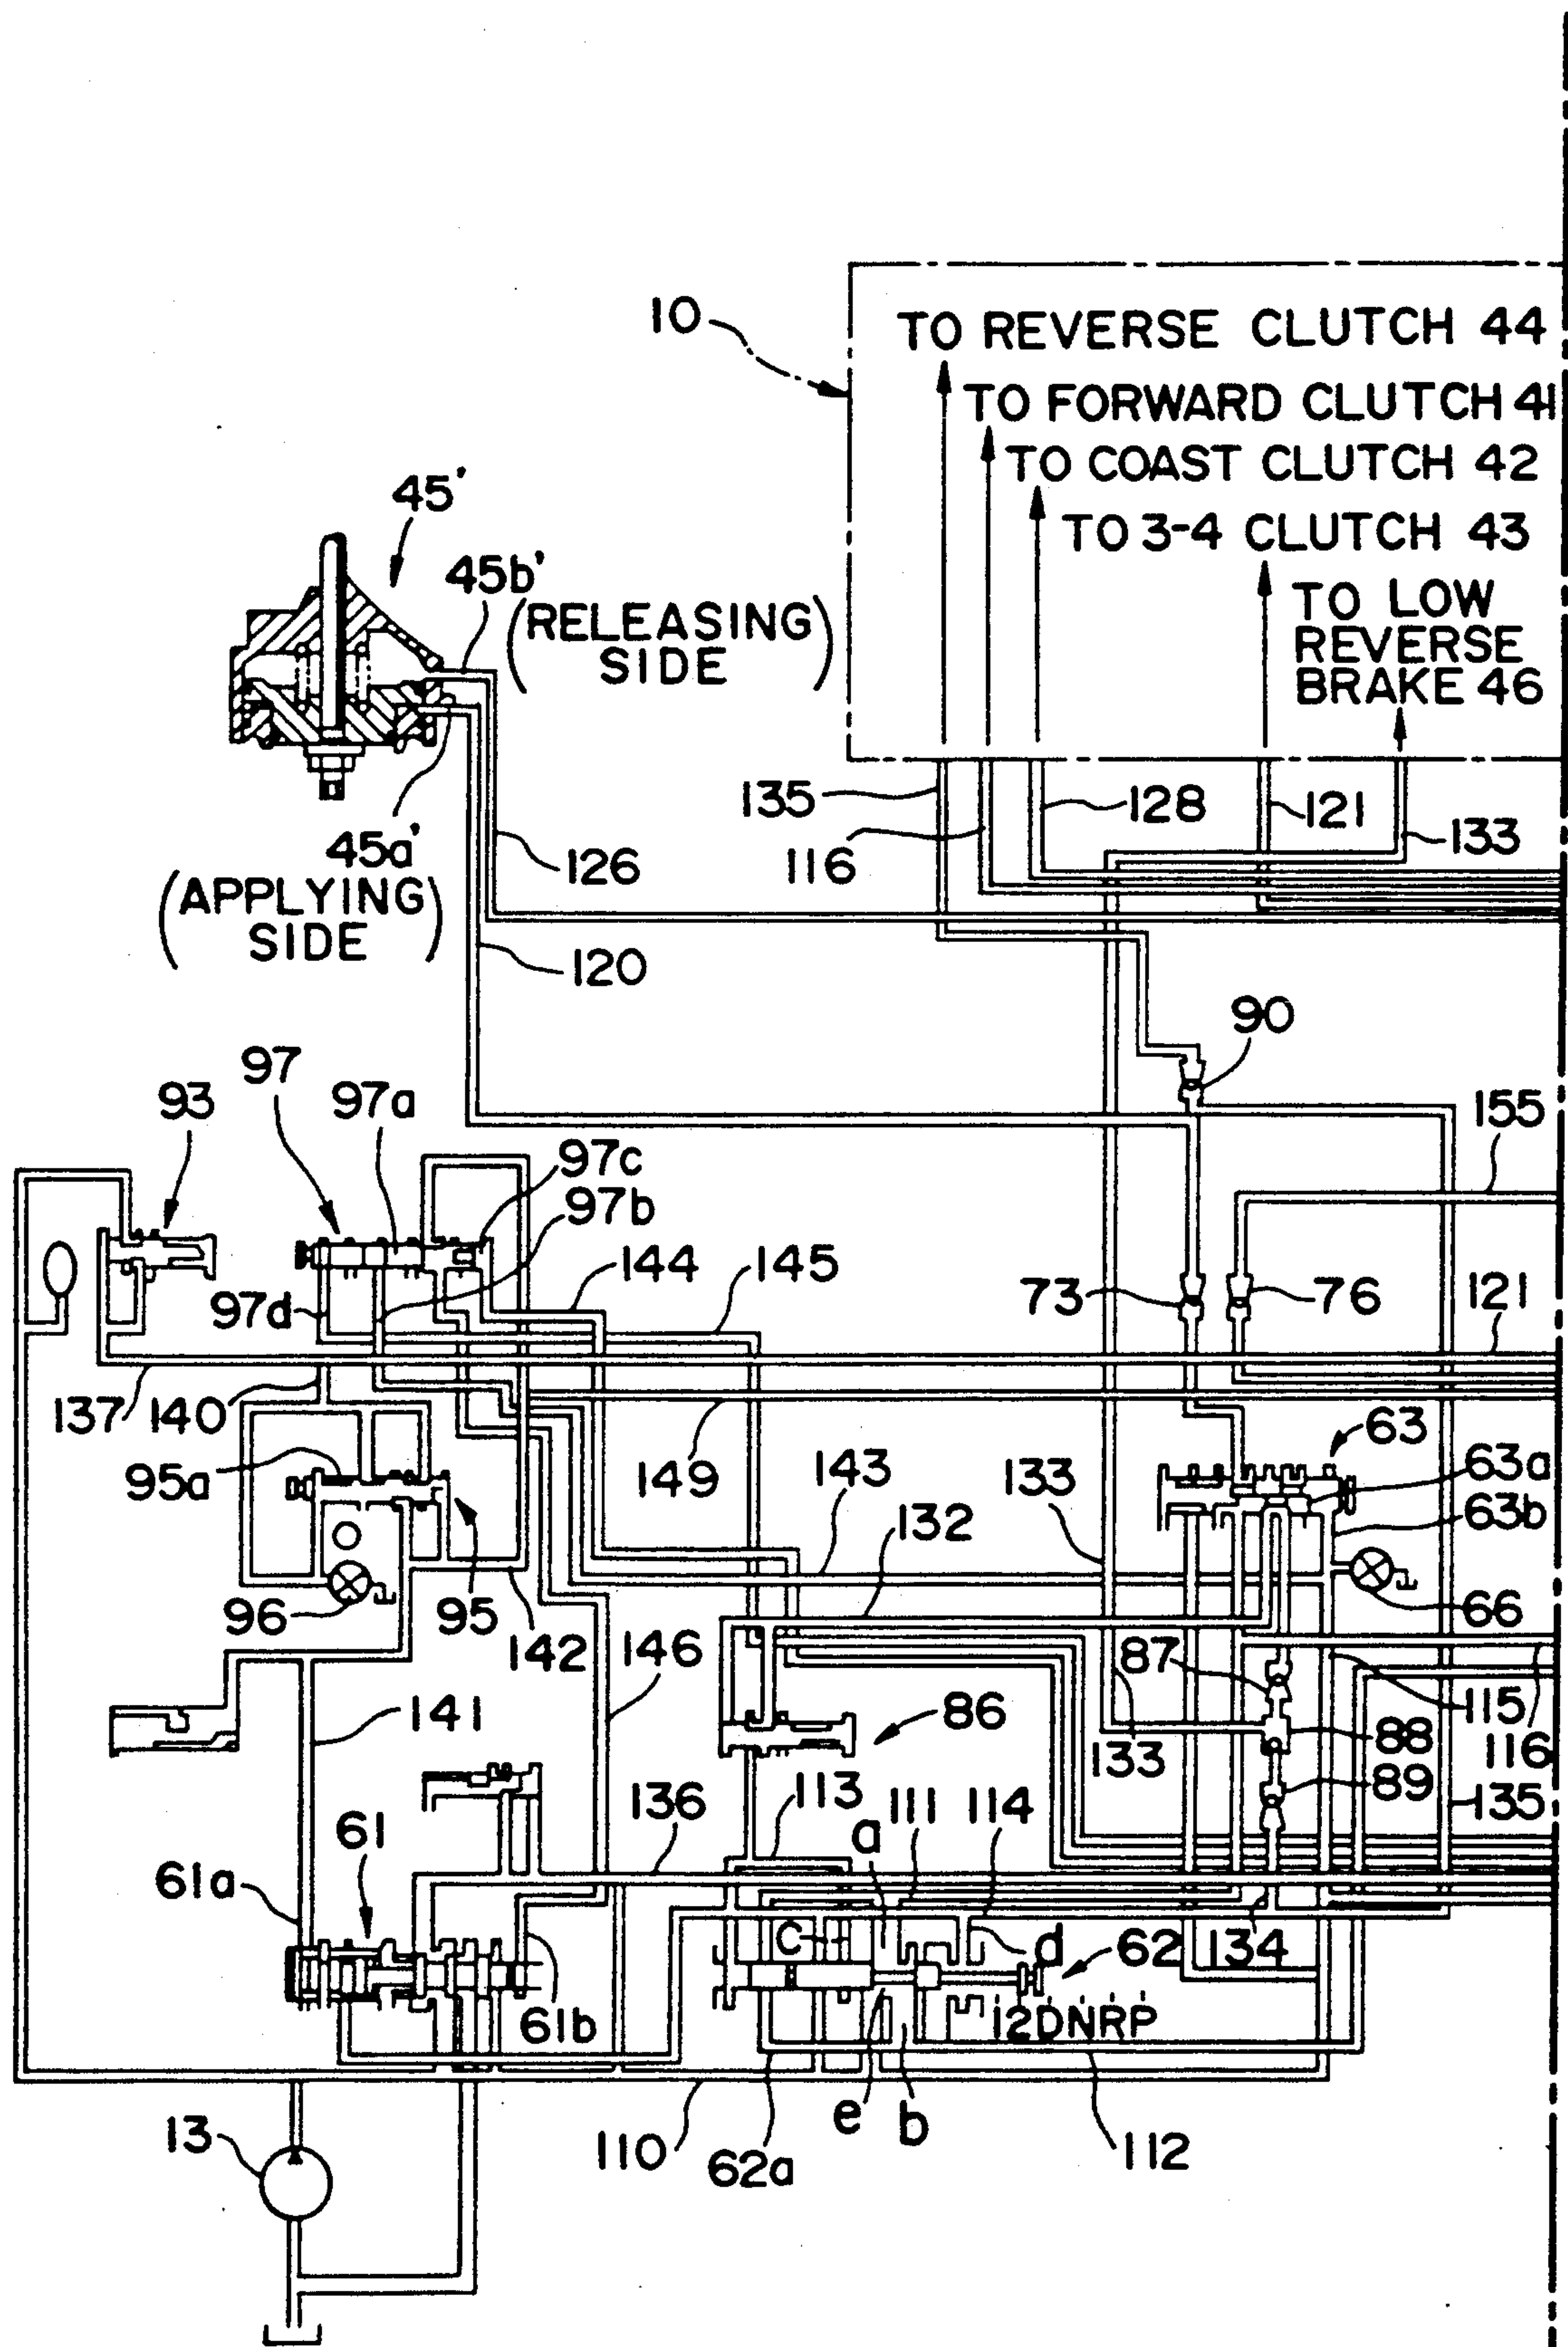 10
TO REVERSE CLUTCH 44
TO FORWARD CLUTCH 41
TO COAST CLUTCH 42
TO 3-4 CLUTCH 43
TO LOW
REVERSE
BRAKE 46
45'
45b'
(RELEASING
SIDE)
45a'
(APPLYING
SIDE)
135
128
121
133
116
126
120
90
97
93
97a
155
97c
97b
144
145
97d
73
76
121
137
140
149
143
133
63
63a
95a
132
63b
96
95
142
146
66
141
87
115
86
88
116
133
89
113
111
114
135
136
61
a
61a
c
d
62
134
61b
12DNRP
e
b
13
110
62a
112